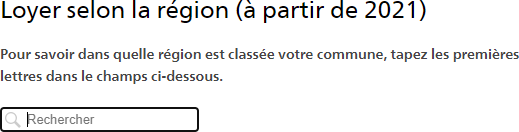 Loyer selon la région (à partir de 2021)
Pour savoir dans quelle région est classée votre commune, tapez les premières
lettres dans le champs ci-dessous.
Rechercher